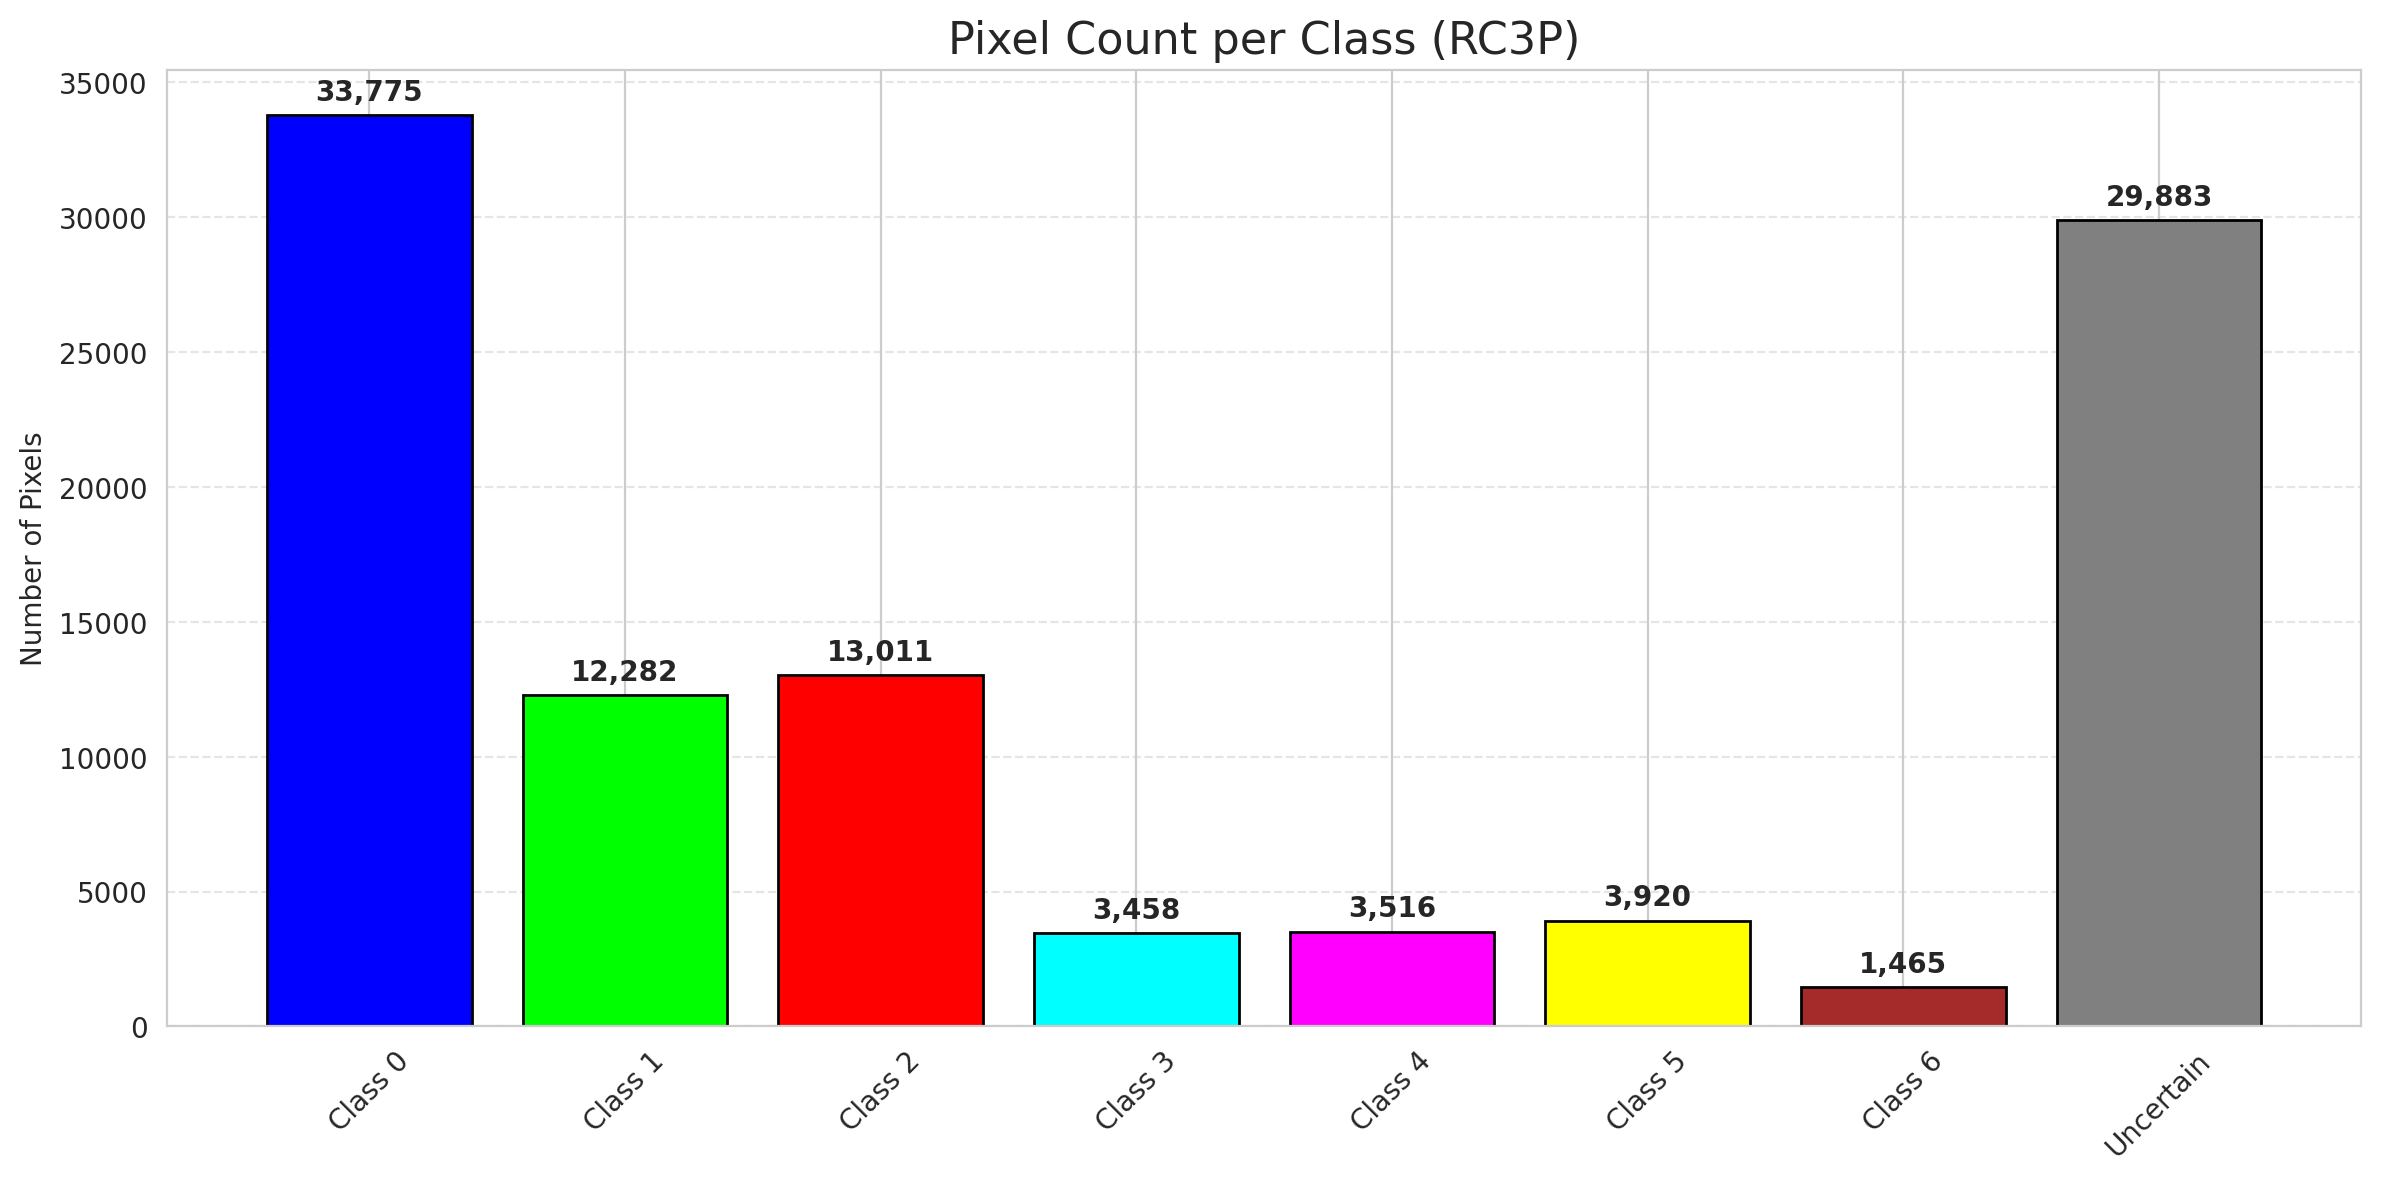 Pixel Count per Class (RC3P)
Number of Pixels
35000
30000
25000
20000
15000
10000
5000
0
33,775
12,282
13,011
3,458
3,516
3,920
1,465
29,883
Class 0
Class 1
Class 2
Class 3
Class 4
Class 5
Class 6
Uncertain